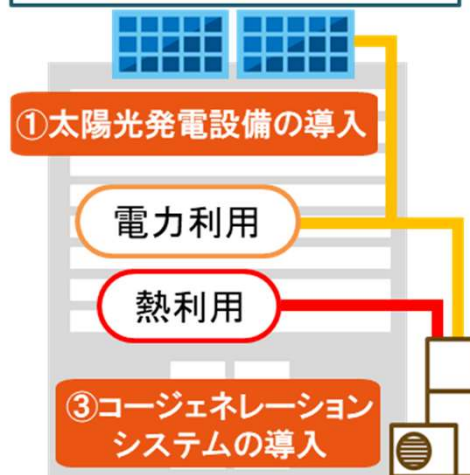 ①太陽光発電設備の導入
電力利用
熱利用
③コージェネレーション
システムの導入